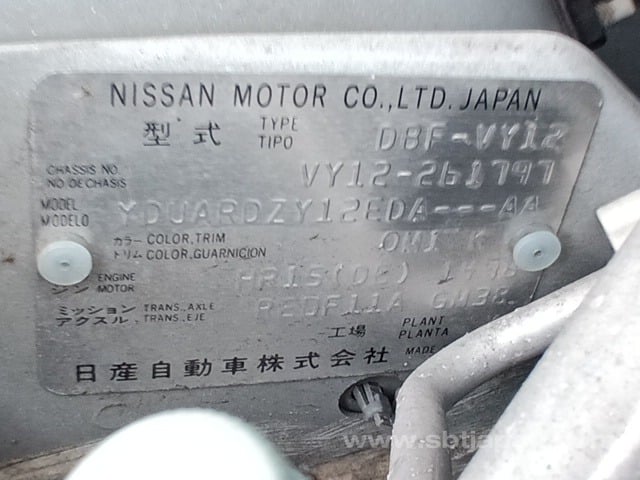 NISSAN MOTOR CO.,LTD. JAPAN
型式 TYPE TIPO DBF-VY12
CHASSIS NO. NO DE CHASIS VY12-261797
MODEL MODELO YDUARDZY12EDA---AA
カラー COLOR, TRIM
トリム COLOR, GUARNICION
ENGINE MOTOR HR15(DE)
ミッション TRANS., AXLE
アクスル TRANS., EJE REDF11A
工場 PLANT PLANTA
日産自動車株式会社 MADE